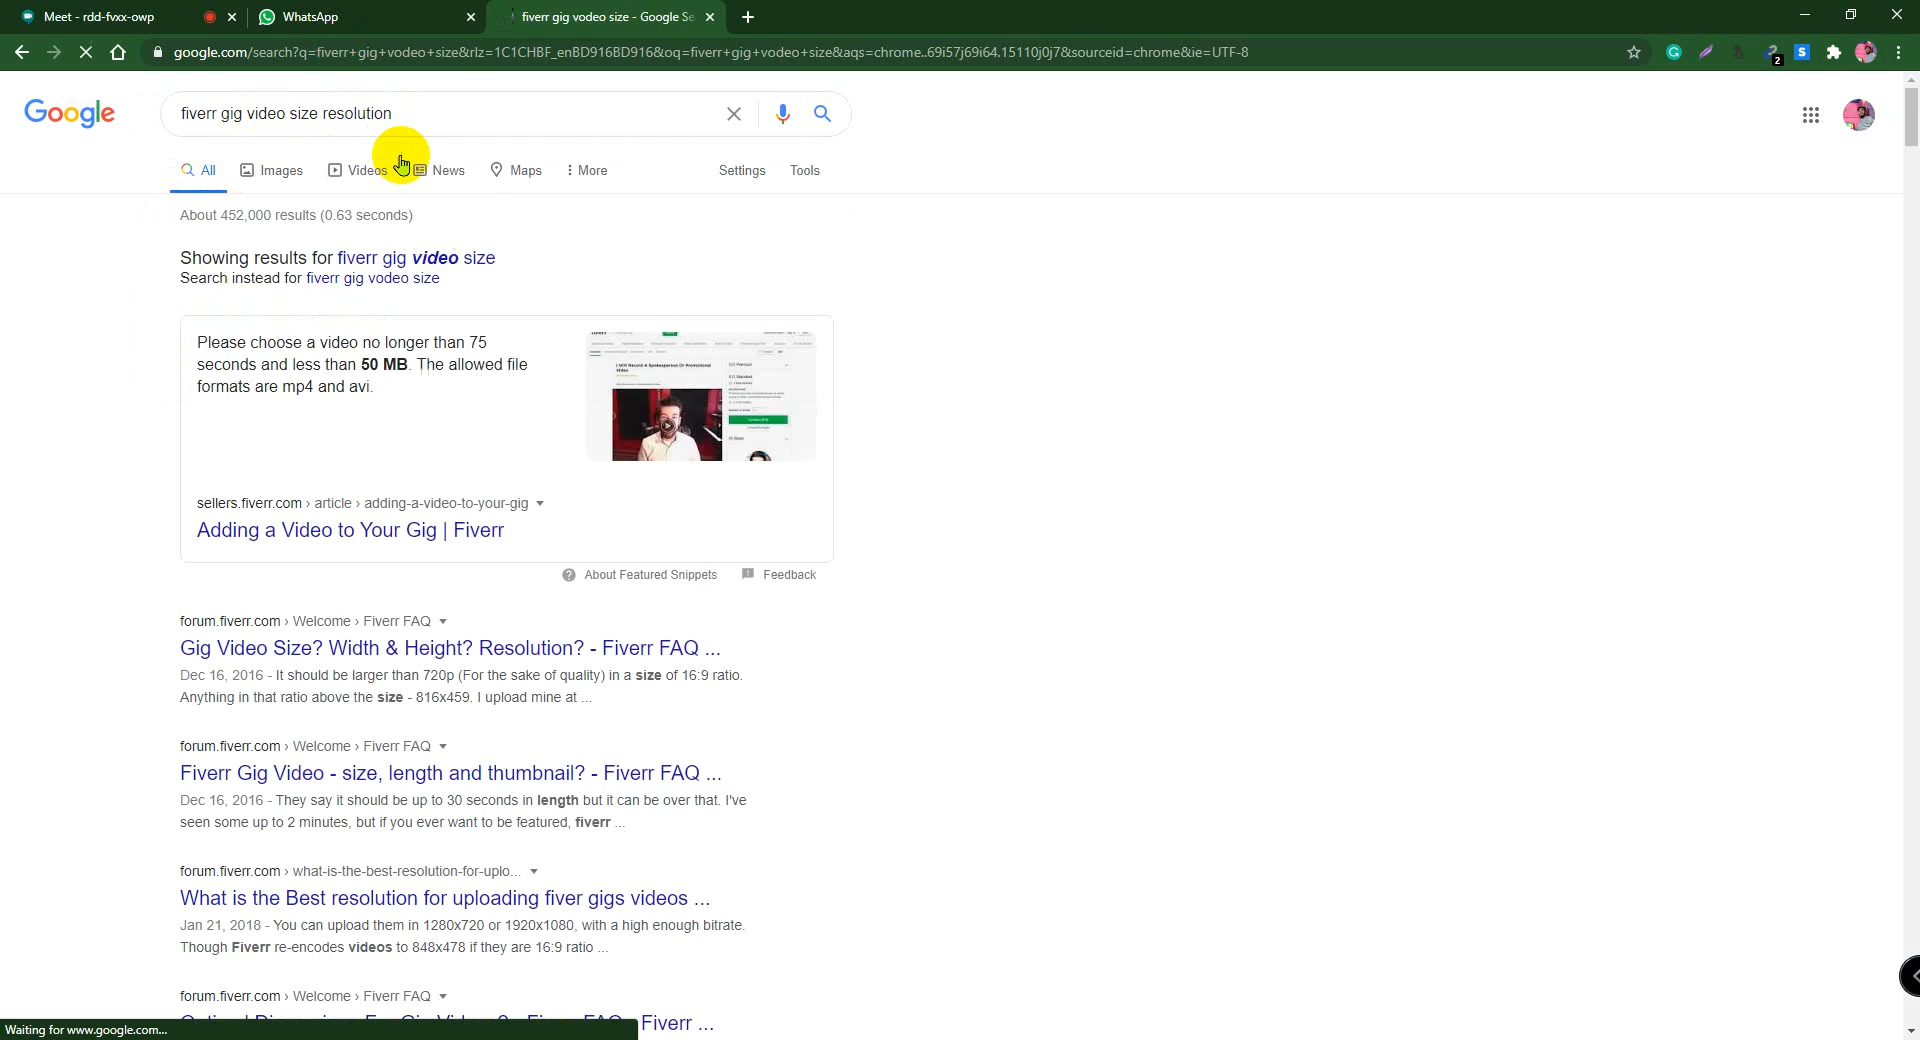 Meet - rdd-fvxx-owp
WhatsApp
fiverr gig vodeo size - Google Se
google.com/search?q=fiverr+gig+vodeo+size&rlz=1C1CHBF_enBD916BD916&oq=fiverr+gig+vodeo+size&aqs=chrome..69i57j69i64.15110j0j7&sourceid=chrome&ie=UTF-8
2
S
Google
fiverr gig video size resolution
All
Images
Videos
News
Maps
More
Settings
Tools
About 452,000 results (0.63 seconds)
Showing results for fiverr gig video size
Search instead for fiverr gig vodeo size
Please choose a video no longer than 75
seconds and less than 50 MB. The allowed file
formats are mp4 and avi.
sellers.fiverr.com › article › adding-a-video-to-your-gig
Adding a Video to Your Gig | Fiverr
About Featured Snippets
Feedback
forum.fiverr.com › Welcome › Fiverr FAQ
Gig Video Size? Width & Height? Resolution? - Fiverr FAQ ...
Dec 16, 2016 - It should be larger than 720p (For the sake of quality) in a size of 16:9 ratio.
Anything in that ratio above the size - 816x459. I upload mine at ...
forum.fiverr.com › Welcome › Fiverr FAQ
Fiverr Gig Video - size, length and thumbnail? - Fiverr FAQ ...
Dec 16, 2016 - They say it should be up to 30 seconds in length but it can be over that. I've
seen some up to 2 minutes, but if you ever want to be featured, fiverr ...
forum.fiverr.com › what-is-the-best-resolution-for-uplo...
What is the Best resolution for uploading fiver gigs videos ...
Jan 21, 2018 - You can upload them in 1280x720 or 1920x1080, with a high enough bitrate.
Though Fiverr re-encodes videos to 848x478 if they are 16:9 ratio ...
forum.fiverr.com › Welcome › Fiverr FAQ
Fiverr ...
Waiting for www.google.com...